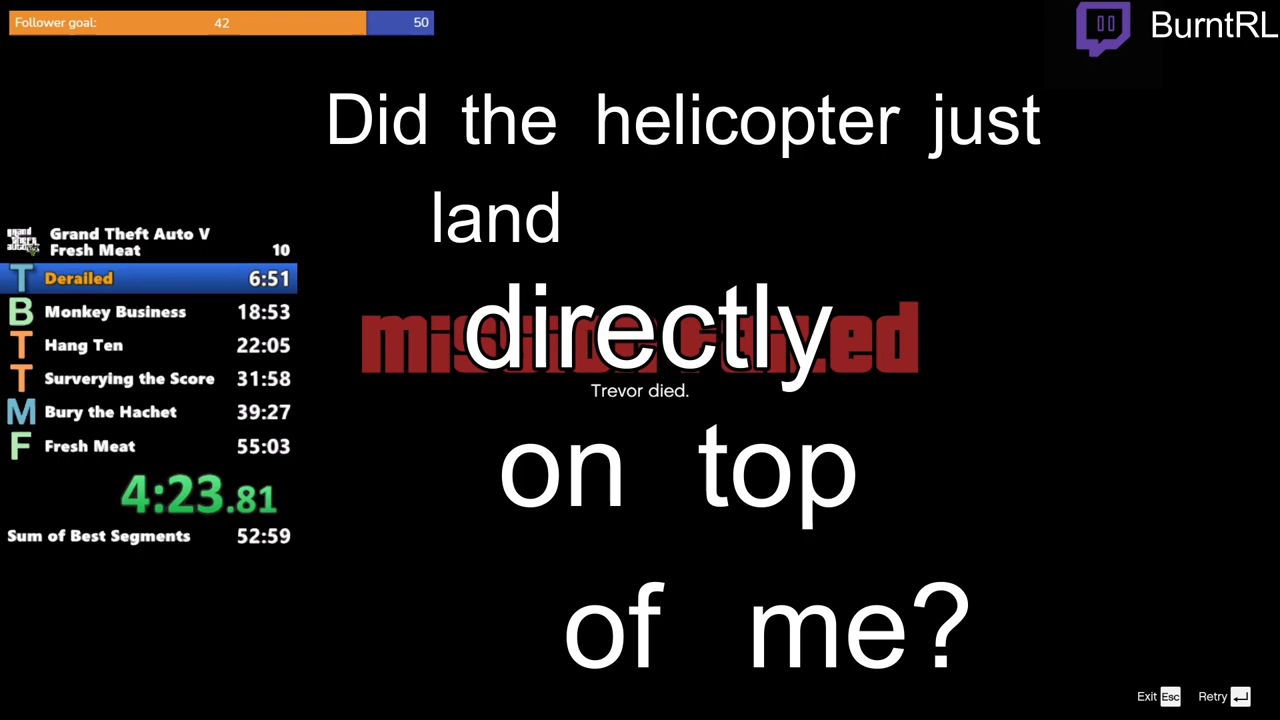 Follower goal: 42 50
BurntRL
Did the helicopter just
land
directly
mission failed
Trevor died.
on top
of me?
Grand Theft Auto V
Fresh Meat 10
T Derailed 6:51
B Monkey Business 18:53
T Hang Ten 22:05
T Surverying the Score 31:58
M Bury the Hachet 39:27
F Fresh Meat 55:03
4:23.81
Sum of Best Segments 52:59
Exit Esc Retry